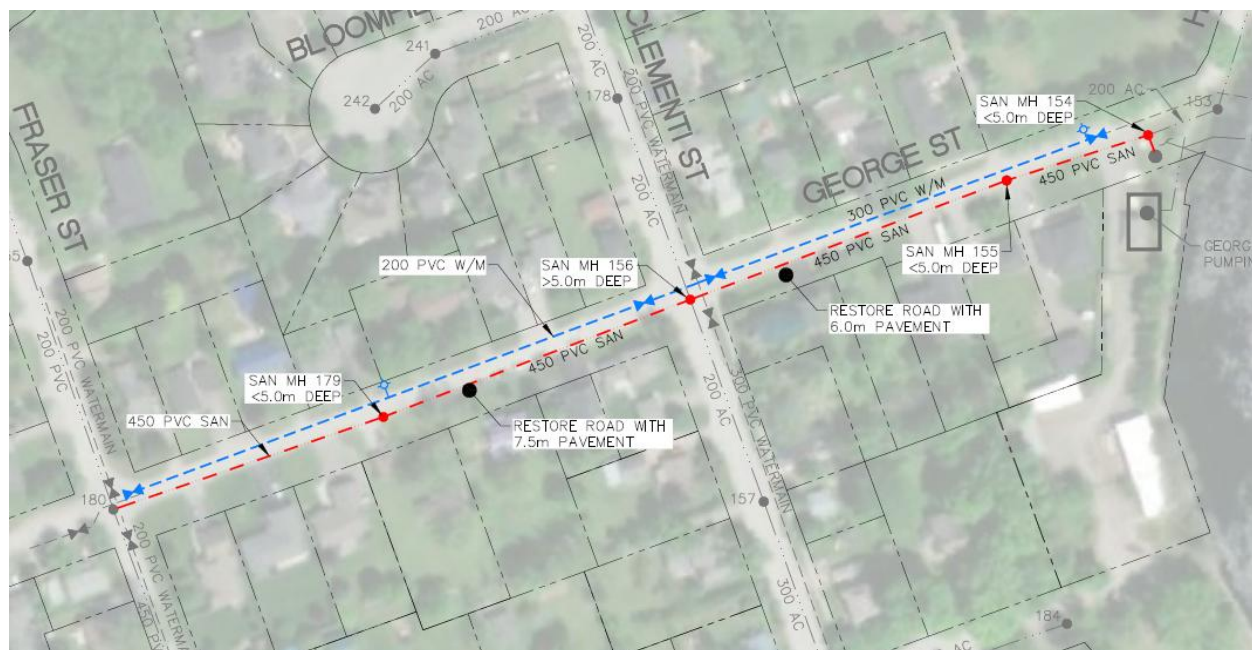 BLOOMFI
241
200 AC
242
200 AC
FRASER ST
200 PVC WATERMAIN
200 PVC
180
200 PVC WATERMAIN
450 PVC
200 AC
200 PVC WATERMAIN
178
200 AC
CLEMENTI ST
GEORGE ST
SAN MH 154
<5.0m DEEP
200 AC
153
450 PVC SAN
300 PVC W/M
450 PVC SAN
SAN MH 155
<5.0m DEEP
200 PVC W/M
SAN MH 156
>5.0m DEEP
GEORG
PUMPIN
RESTORE ROAD WITH
6.0m PAVEMENT
450 PVC SAN
SAN MH 179
<5.0m DEEP
450 PVC SAN
RESTORE ROAD WITH
7.5m PAVEMENT
200 AC
300 PVC WATERMAIN
157
300 AC
184